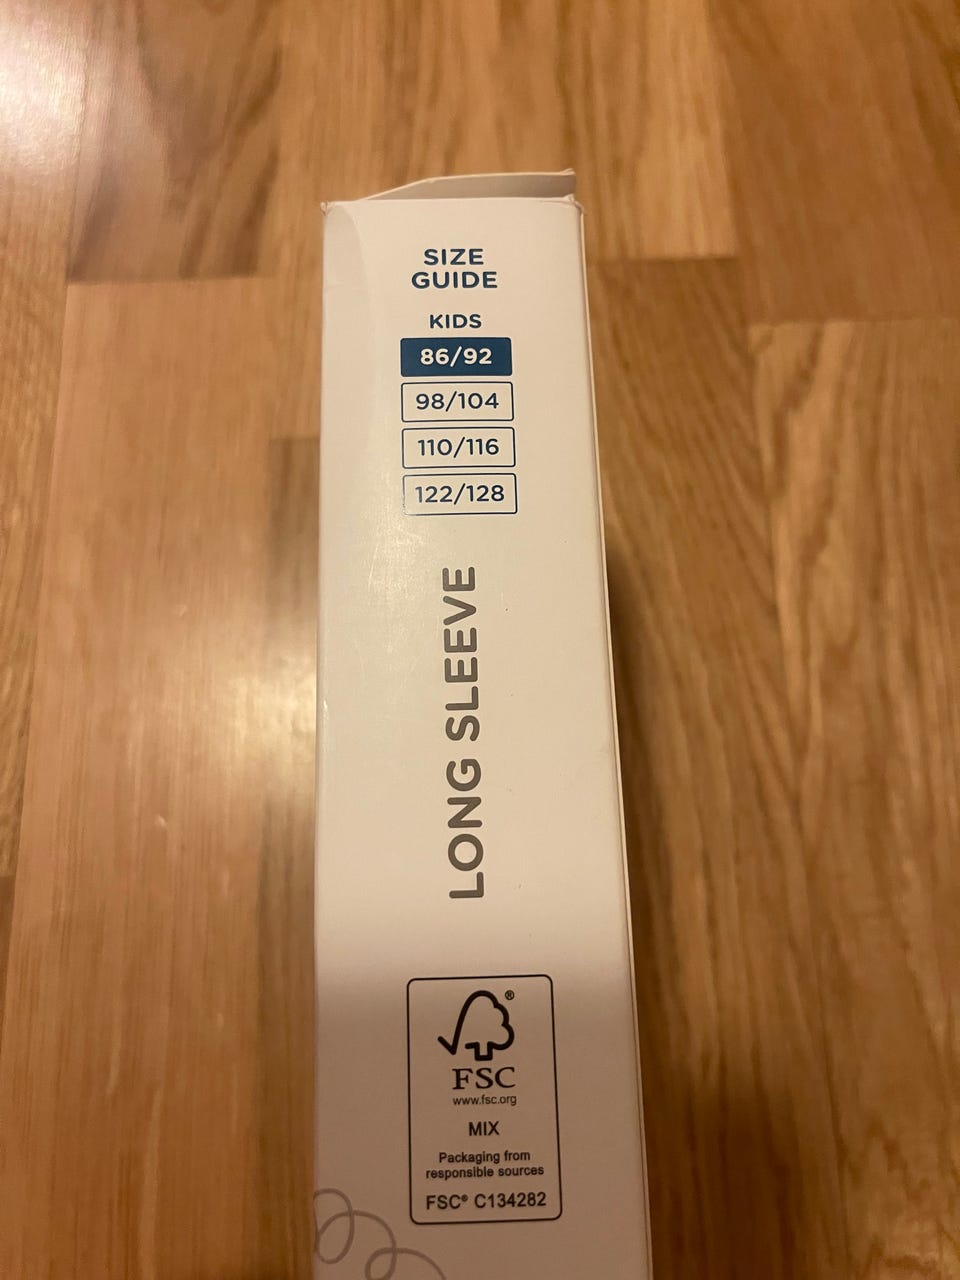 SIZE
GUIDE
KIDS
86/92
98/104
110/116
122/128
LONG SLEEVE
®
FSC
www.fsc.org
MIX
Packaging from
responsible sources
FSC® C134282